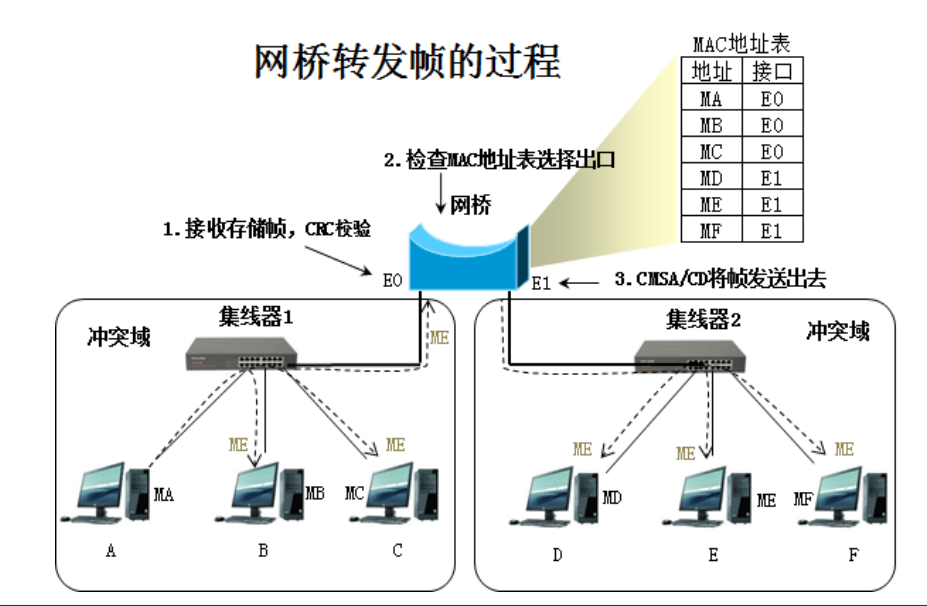 网桥转发帧的过程
MAC地址表
地址 接口
MA E0
MB E0
MC E0
MD E1
ME E1
MF E1
2.检查MAC地址表选择出口
网桥
1.接收存储帧，CRC校验
E0
E1
3.CMSA/CD将帧发送出去
冲突域
集线器1
ME
集线器2
冲突域
ME
ME
ME
ME
ME
MA
MB
MC
MD
ME
MF
A
B
C
D
E
F